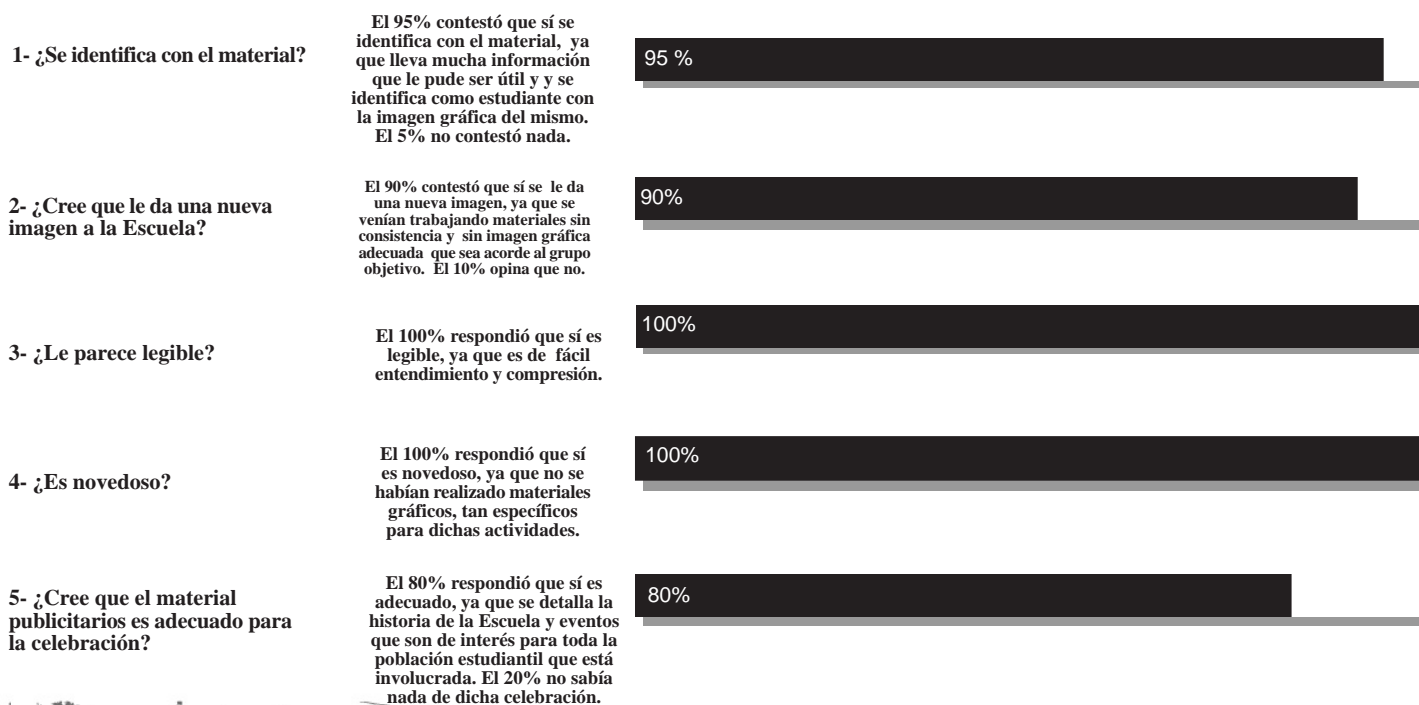 1- ¿Se identifica con el material?
El 95% contestó que sí se
identifica con el material, ya
que lleva mucha información
que le pude ser útil y y se
identifica como estudiante con
la imagen gráfica del mismo.
El 5% no contestó nada.
95 %
2- ¿Cree que le da una nueva
imagen a la Escuela?
El 90% contestó que sí se le da
una nueva imagen, ya que se
venían trabajando materiales sin
consistencia y sin imagen gráfica
adecuada que sea acorde al grupo
objetivo. El 10% opina que no.
90%
3- ¿Le parece legible?
El 100% respondió que sí es
legible, ya que es de fácil
entendimiento y compresión.
100%
4- ¿Es novedoso?
El 100% respondió que sí
es novedoso, ya que no se
habían realizado materiales
gráficos, tan específicos
para dichas actividades.
100%
5- ¿Cree que el material
publicitarios es adecuado para
la celebración?
El 80% respondió que sí es
adecuado, ya que se detalla la
historia de la Escuela y eventos
que son de interés para toda la
población estudiantil que está
involucrada. El 20% no sabía
nada de dicha celebración.
80%